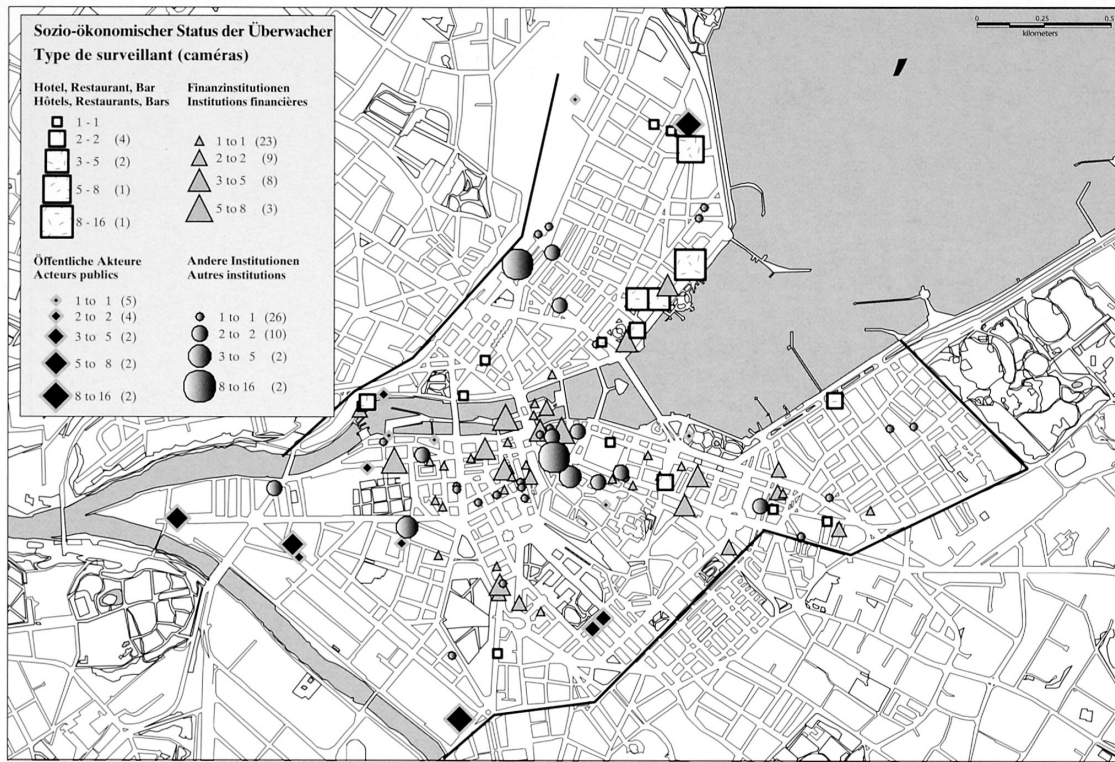 Sozio-ökonomischer Status der Überwacher
Type de surveillant (caméras)
Hotel, Restaurant, Bar
Hôtels, Restaurants, Bars
1 - 1
2 - 2 (4)
3 - 5 (2)
5 - 8 (1)
8 - 16 (1)
Finanzinstitutionen
Institutions financières
1 to 1 (23)
2 to 2 (9)
3 to 5 (8)
5 to 8 (3)
Öffentliche Akteure
Acteurs publics
1 to 1 (5)
2 to 2 (4)
3 to 5 (2)
5 to 8 (2)
8 to 16 (2)
Andere Institutionen
Autres institutions
1 to 1 (26)
2 to 2 (10)
3 to 5 (2)
8 to 16 (2)
0 0.25 0.5
kilometers